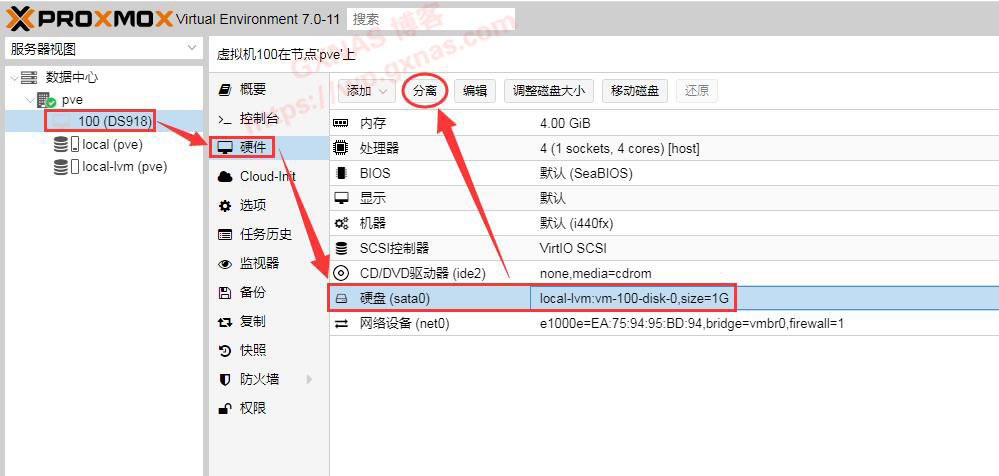 PROXMOX Virtual Environment 7.0-11 搜索
服务器视图
数据中心
pve
100 (DS918)
local (pve)
local-lvm (pve)
虚拟机100在节点'pve'上
概要
控制台
硬件
Cloud-Init
选项
任务历史
监视器
备份
复制
快照
防火墙
权限
添加 分离 编辑 调整磁盘大小 移动磁盘 还原
内存 4.00 GiB
处理器 4 (1 sockets, 4 cores) [host]
BIOS 默认 (SeaBIOS)
显示 默认
机器 默认 (i440fx)
SCSI控制器 VirtIO SCSI
CD/DVD驱动器 (ide2) none,media=cdrom
硬盘 (sata0) local-lvm:vm-100-disk-0,size=1G
网络设备 (net0) e1000e=EA:75:94:95:BD:94,bridge=vmbr0,firewall=1
GXNAS 博客
https://wp.gxnas.com